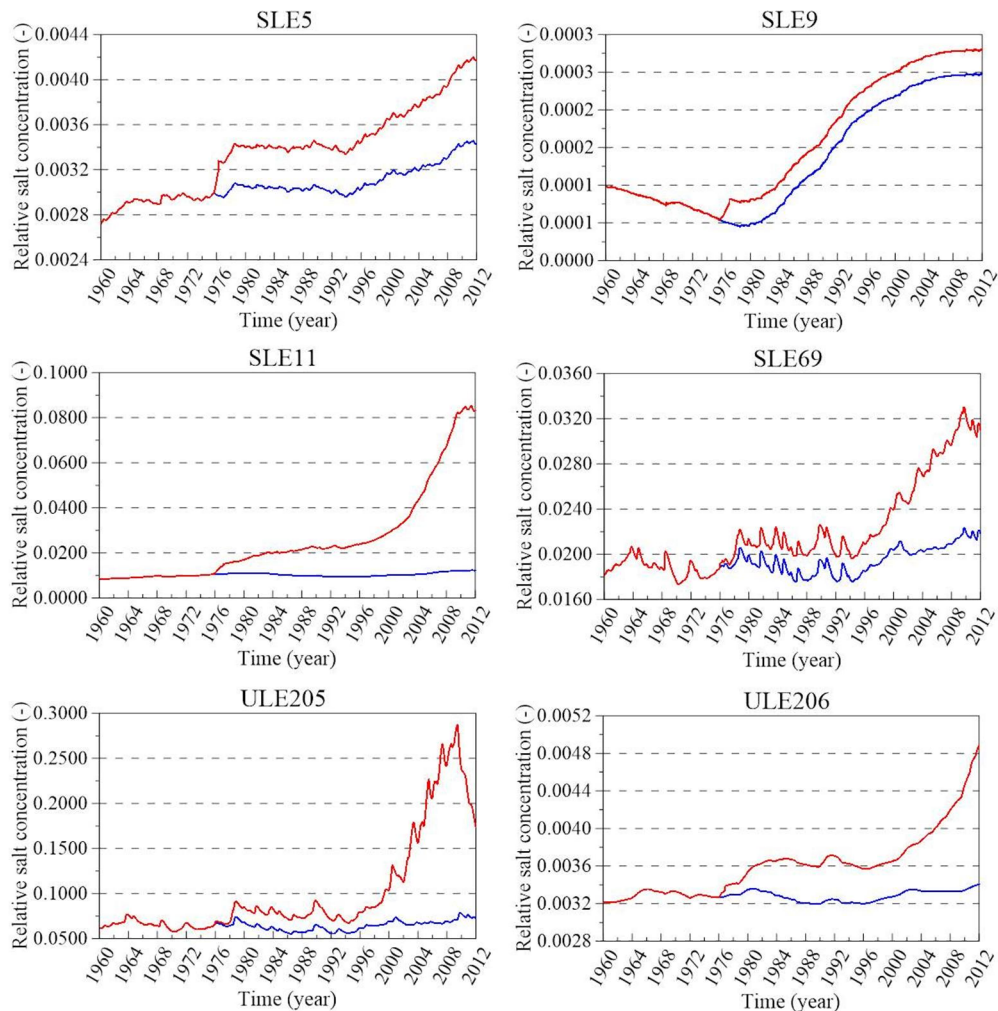 SLE5
Relative salt concentration (-)
0.0044
0.0040
0.0036
0.0032
0.0028
0.0024
1960 1964 1968 1972 1976 1980 1984 1988 1992 1996 2000 2004 2008 2012
Time (year)
SLE9
Relative salt concentration (-)
0.0003
0.0003
0.0002
0.0002
0.0001
0.0001
0.0000
1960 1964 1968 1972 1976 1980 1984 1988 1992 1996 2000 2004 2008 2012
Time (year)
SLE11
Relative salt concentration (-)
0.1000
0.0800
0.0600
0.0400
0.0200
0.0000
1960 1964 1968 1972 1976 1980 1984 1988 1992 1996 2000 2004 2008 2012
Time (year)
SLE69
Relative salt concentration (-)
0.0360
0.0320
0.0280
0.0240
0.0200
0.0160
1960 1964 1968 1972 1976 1980 1984 1988 1992 1996 2000 2004 2008 2012
Time (year)
ULE205
Relative salt concentration (-)
0.3000
0.2500
0.2000
0.1500
0.1000
0.0500
1960 1964 1968 1972 1976 1980 1984 1988 1992 1996 2000 2004 2008 2012
Time (year)
ULE206
Relative salt concentration (-)
0.0052
0.0048
0.0044
0.0040
0.0036
0.0032
0.0028
1960 1964 1968 1972 1976 1980 1984 1988 1992 1996 2000 2004 2008 2012
Time (year)